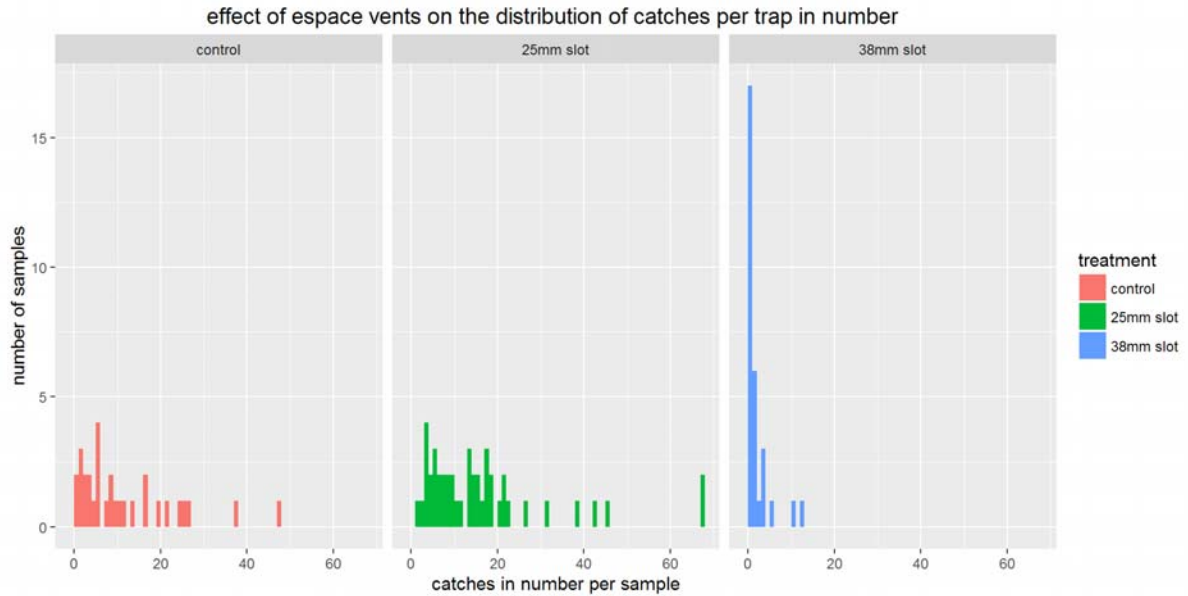 effect of espace vents on the distribution of catches per trap in number
control 25mm slot 38mm slot
number of samples
15
10
5
0
0 20 40 60 0 20 40 60 0 20 40 60
catches in number per sample
treatment
control
25mm slot
38mm slot